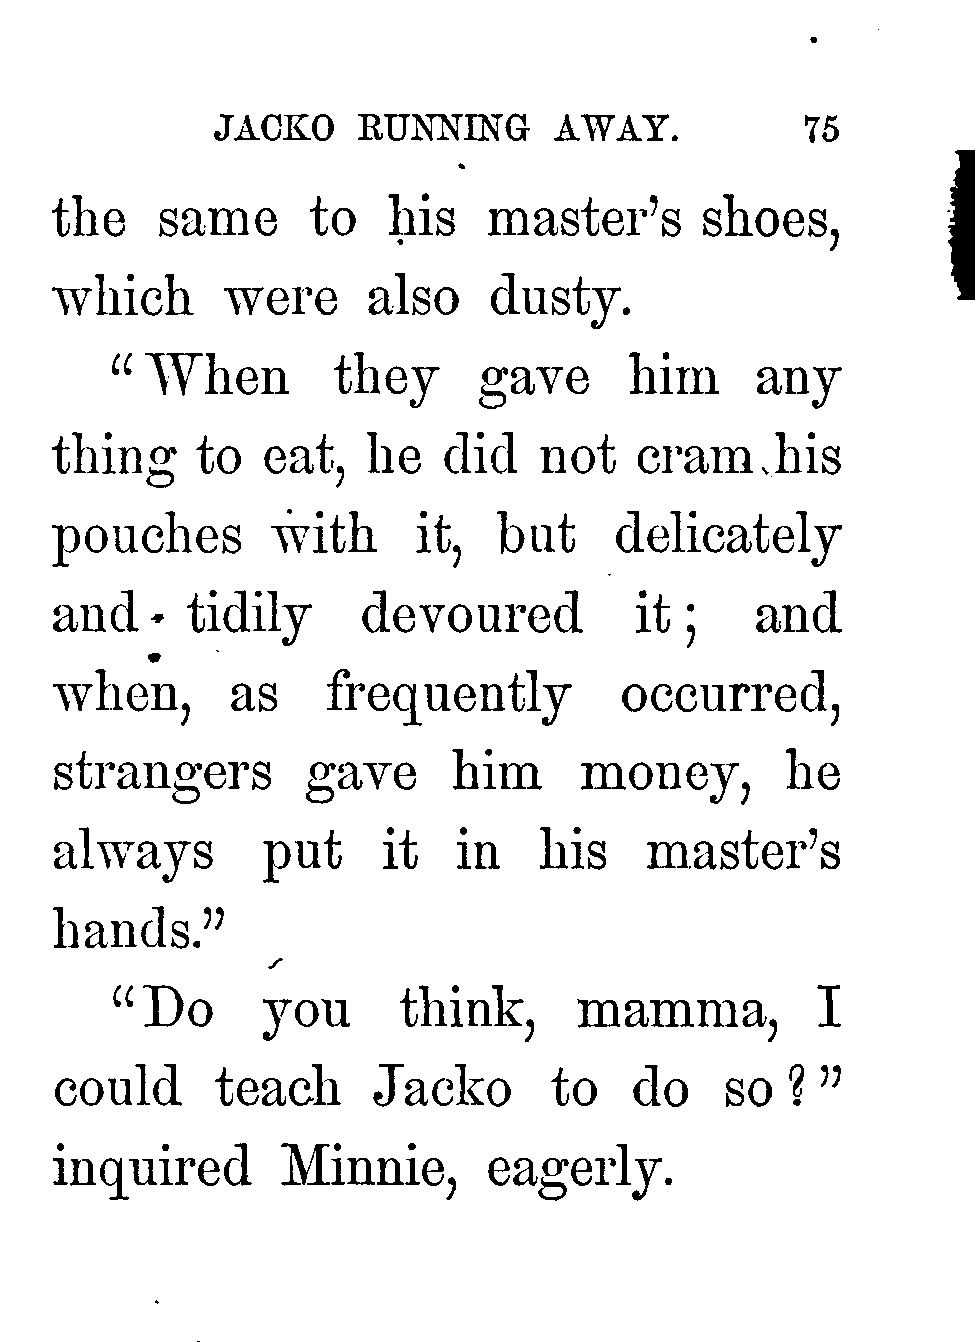 JACKO RUNNING AWAY. 75
the same to his master's shoes,
which were also dusty.
“When they gave him any
thing to eat, he did not cram his
pouches with it, but delicately
and tidily devoured it; and
when, as frequently occurred,
strangers gave him money, he
always put it in his master's
hands.”
“Do you think, mamma, I
could teach Jacko to do so?”
inquired Minnie, eagerly.